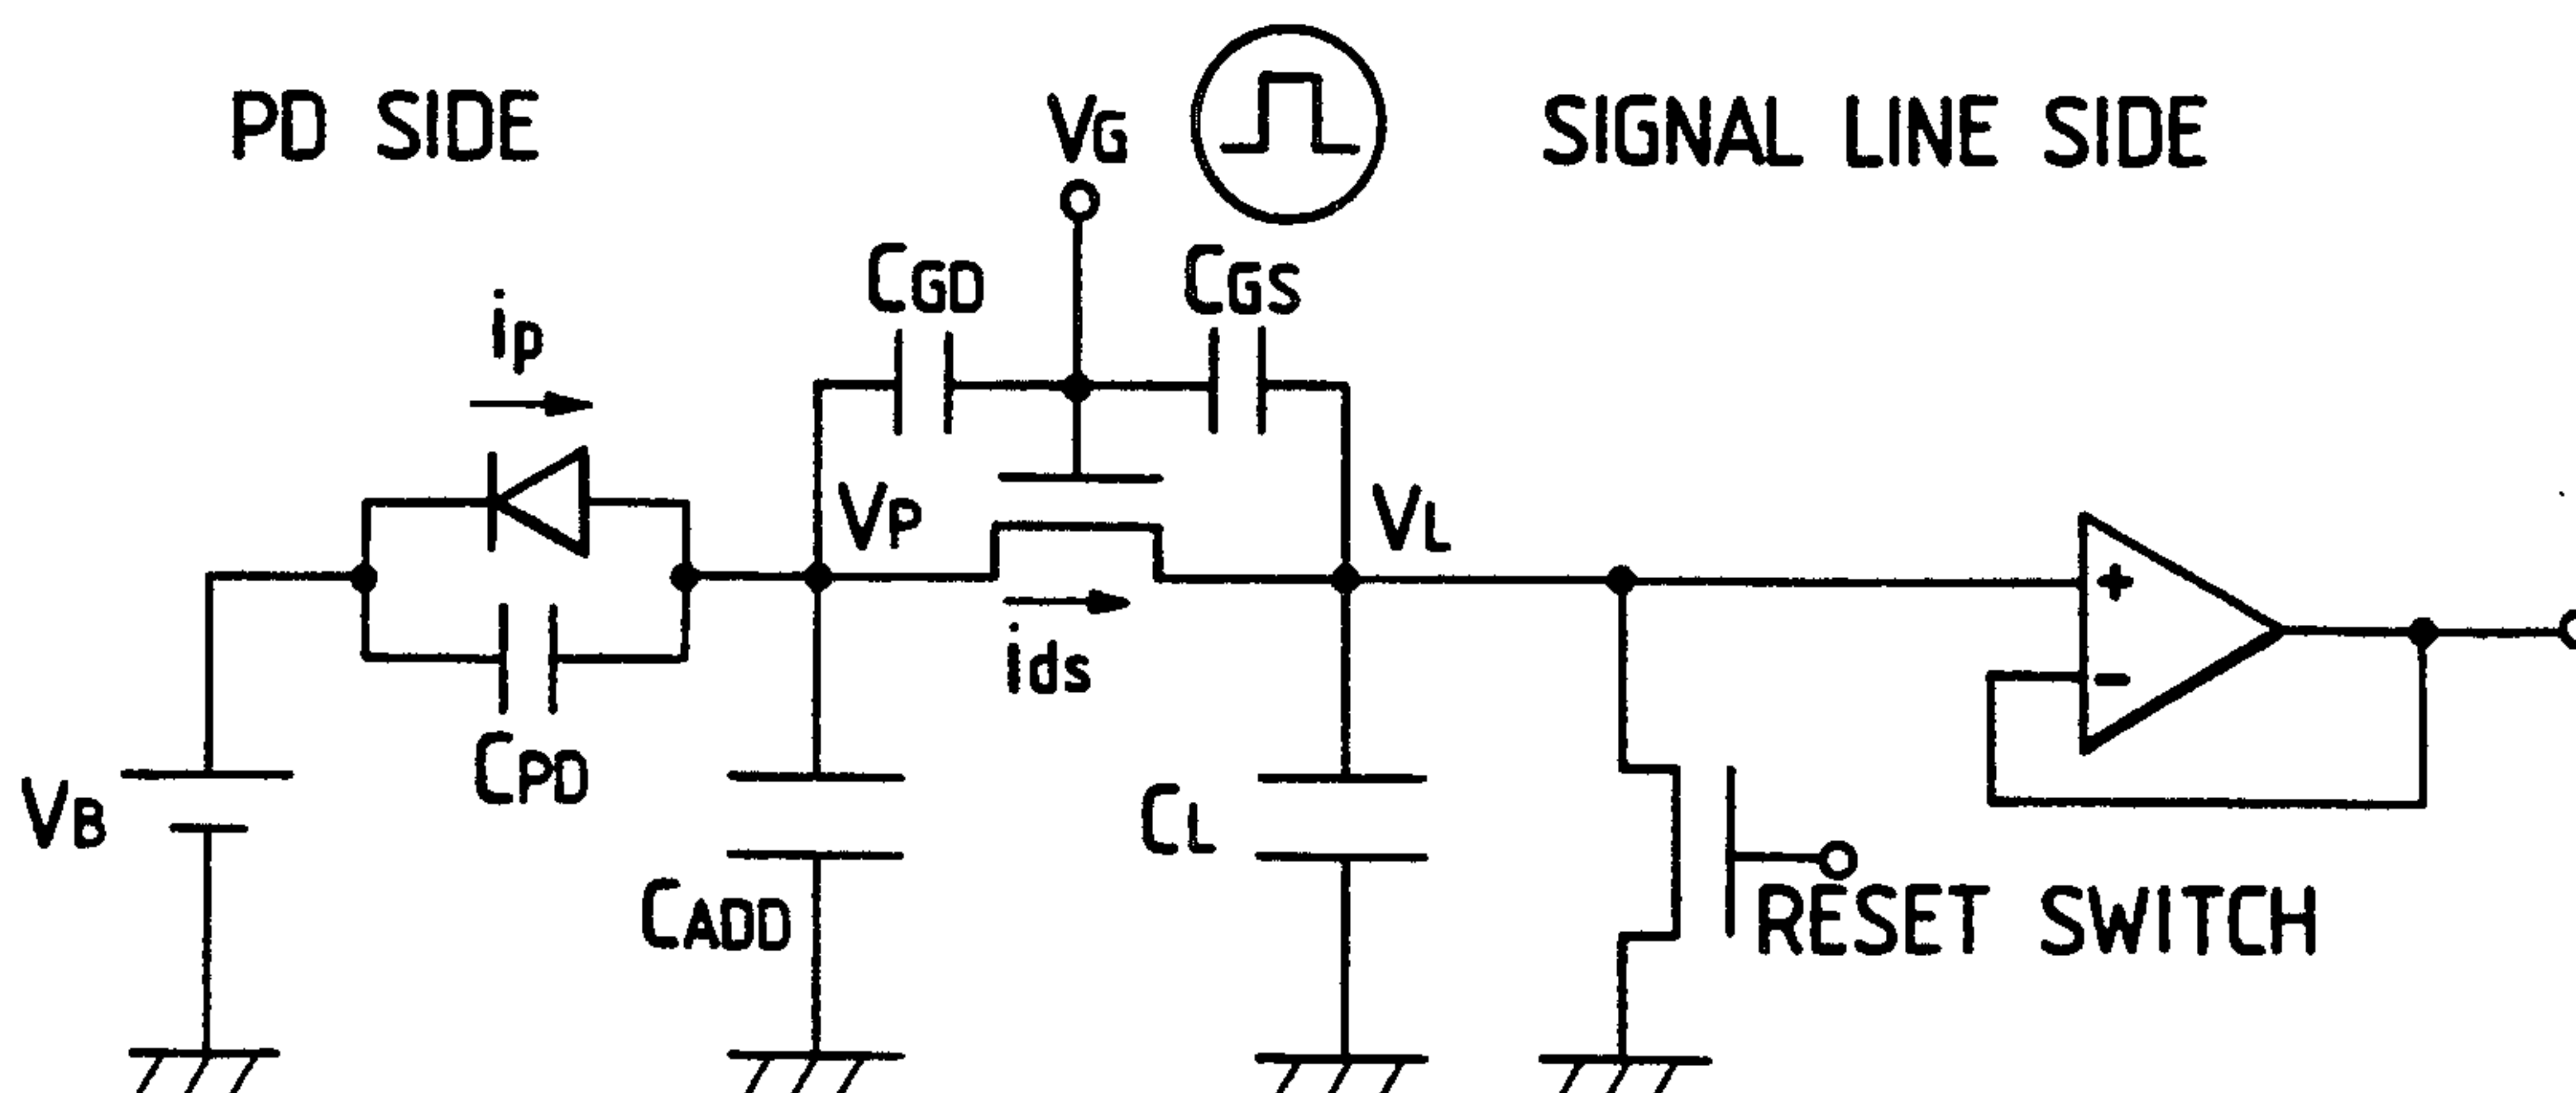 PD SIDE
VG
SIGNAL LINE SIDE
CGD
CGS
ip
VP
VL
+
-
ids
CPD
VB
CL
CADD
RESET SWITCH